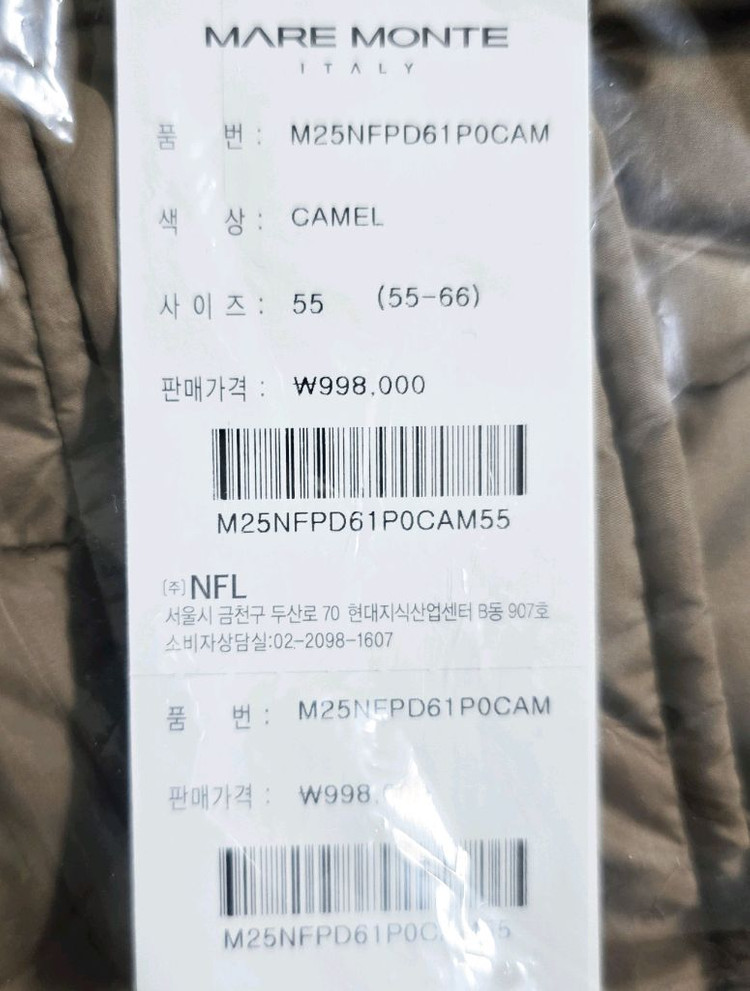 MARE MONTE
ITALY
품 번 : M25NFPD61P0CAM
색 상 : CAMEL
사 이 즈 : 55 (55-66)
판매가격 : ₩998,000
M25NFPD61P0CAM55
(주)NFL
서울시 금천구 두산로 70 현대지식산업센터 B동 907호
소비자상담실:02-2098-1607
품 번 : M25NFPD61P0CAM
판매가격 :